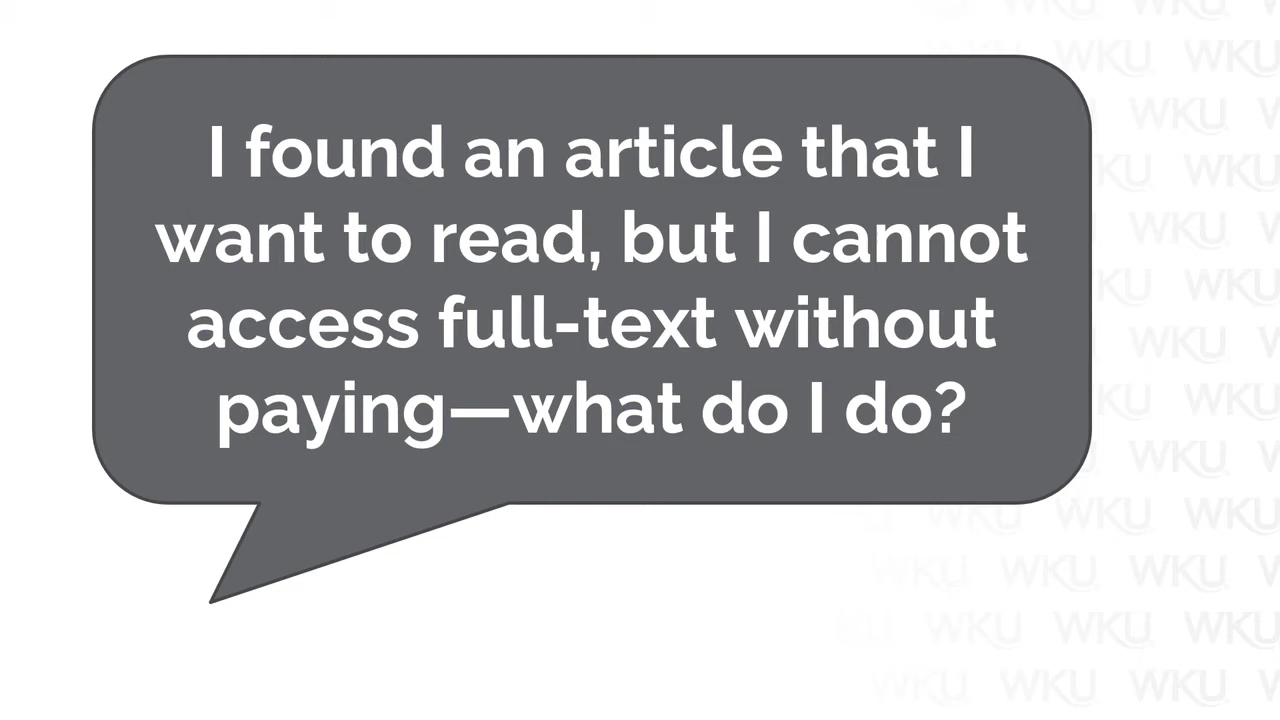 I found an article that I
want to read, but I cannot
access full-text without
paying—what do I do?
WKU